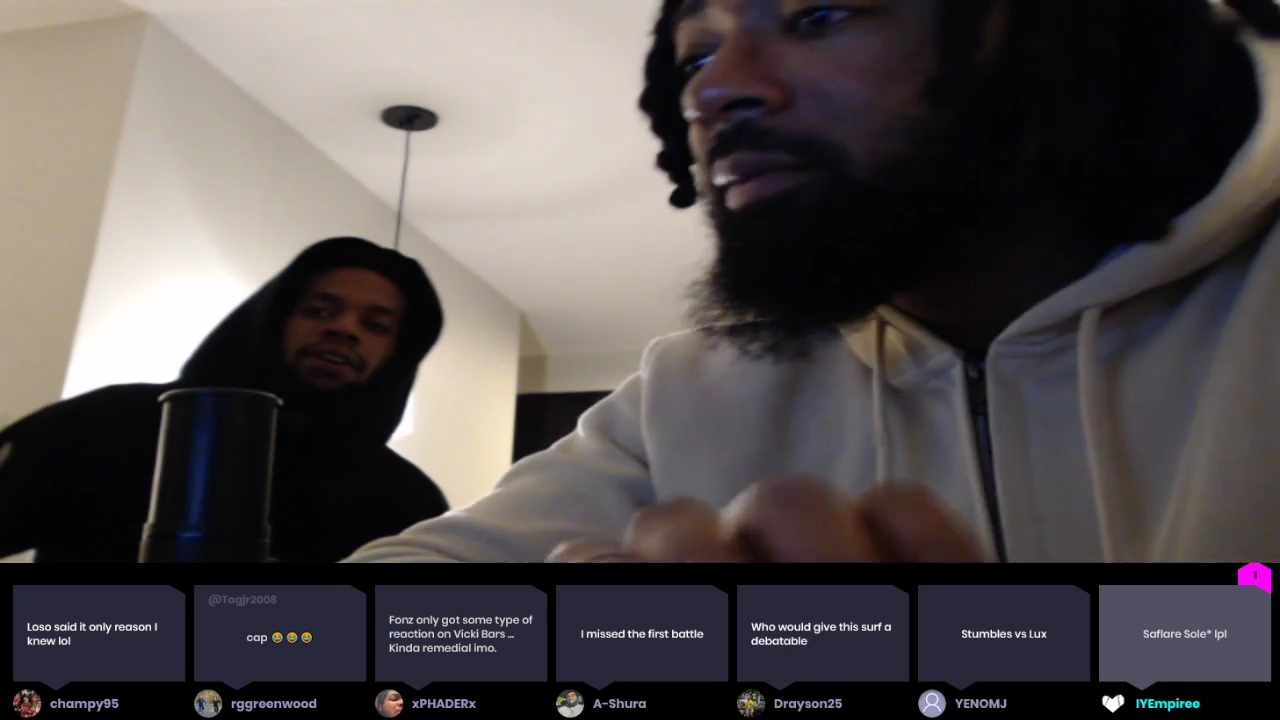 Loso said it only reason I
knew lol
champy95
@Tagjr2008
cap 😂 😂 😂
rggreenwood
Fonz only got some type of
reaction on Vicki Bars ...
Kinda remedial imo.
xPHADERx
I missed the first battle
A-Shura
Who would give this surf a
debatable
Drayson25
Stumbles vs Lux
YENOMJ
1
Saflare Sole* lpl
IYEmpiree